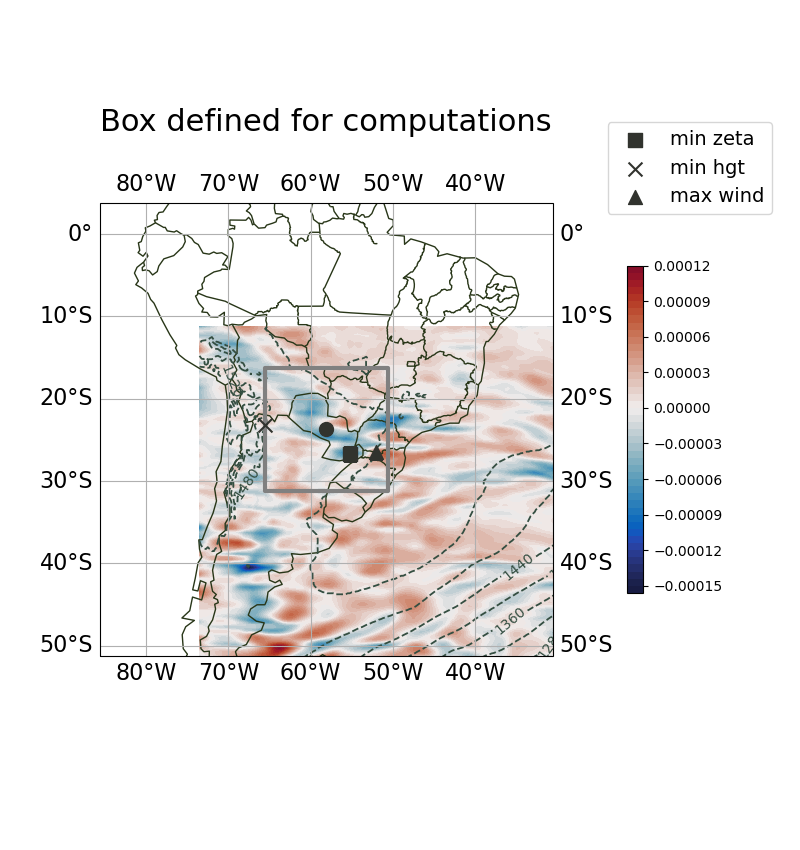 Box defined for computations
min zeta
min hgt
max wind
80°W 70°W 60°W 50°W 40°W
0° 0°
10°S 10°S
20°S 20°S
30°S 30°S
40°S 40°S
50°S 50°S
80°W 70°W 60°W 50°W 40°W
1480
1440
1360
0.00012
0.00009
0.00006
0.00003
0.00000
−0.00003
−0.00006
−0.00009
−0.00012
−0.00015